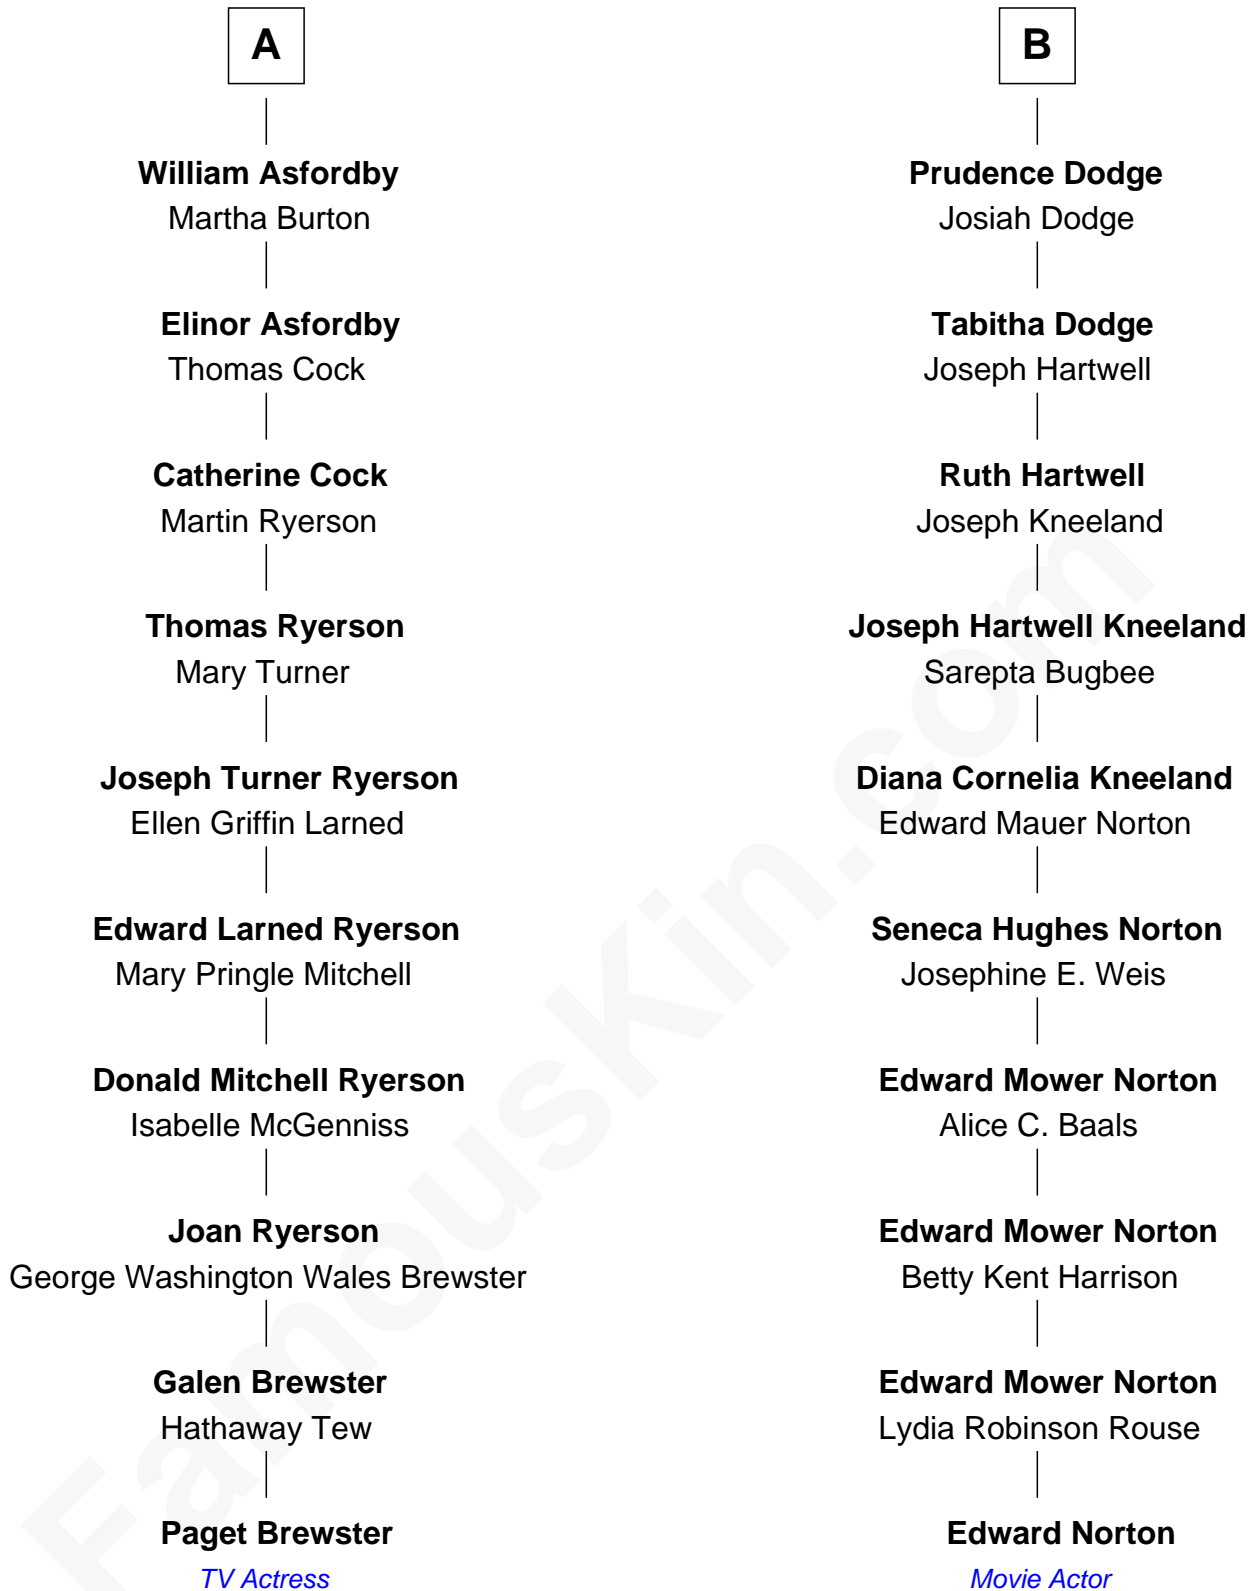 A
William Asfordby
Martha Burton
Elinor Asfordby
Thomas Cock
Catherine Cock
Martin Ryerson
Thomas Ryerson
Mary Turner
Joseph Turner Ryerson
Ellen Griffin Larned
Edward Larned Ryerson
Mary Pringle Mitchell
Donald Mitchell Ryerson
Isabelle McGenniss
Joan Ryerson
George Washington Wales Brewster
Galen Brewster
Hathaway Tew
Paget Brewster
TV Actress
B
Prudence Dodge
Josiah Dodge
Tabitha Dodge
Joseph Hartwell
Ruth Hartwell
Joseph Kneeland
Joseph Hartwell Kneeland
Sarepta Bugbee
Diana Cornelia Kneeland
Edward Mauer Norton
Seneca Hughes Norton
Josephine E. Weis
Edward Mower Norton
Alice C. Baals
Edward Mower Norton
Betty Kent Harrison
Edward Mower Norton
Lydia Robinson Rouse
Edward Norton
Movie Actor
FamousKin.com